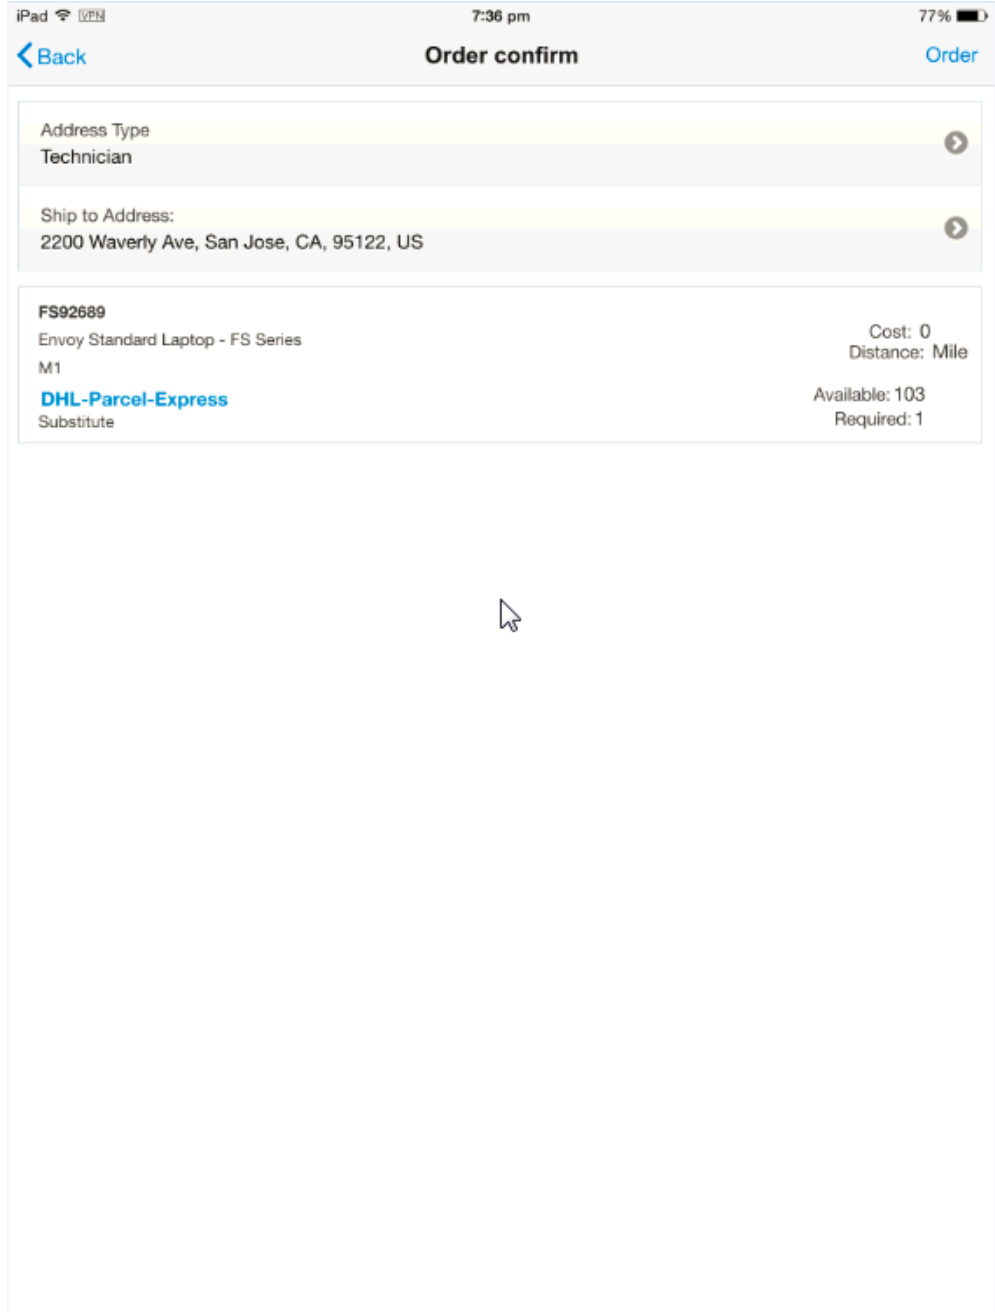 iPad VPN 7:36 pm 77%
Back Order confirm Order
Address Type
Technician
Ship to Address:
2200 Waverly Ave, San Jose, CA, 95122, US
FS92689
Envoy Standard Laptop - FS Series
M1
DHL-Parcel-Express
Substitute
Cost: 0
Distance: Mile
Available: 103
Required: 1